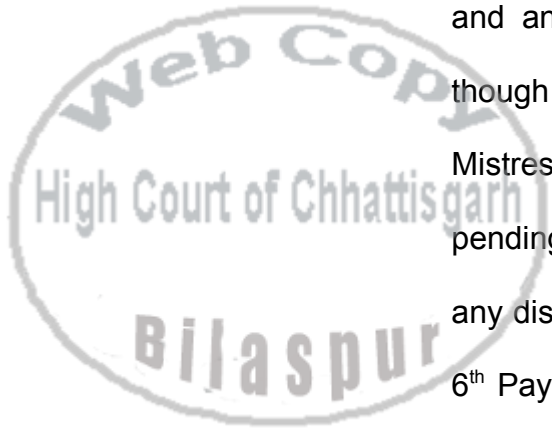 and an
though
Mistres
pending
any dis
6th Pay
Web Copy
High Court of Chhattisgarh
Bilaspur